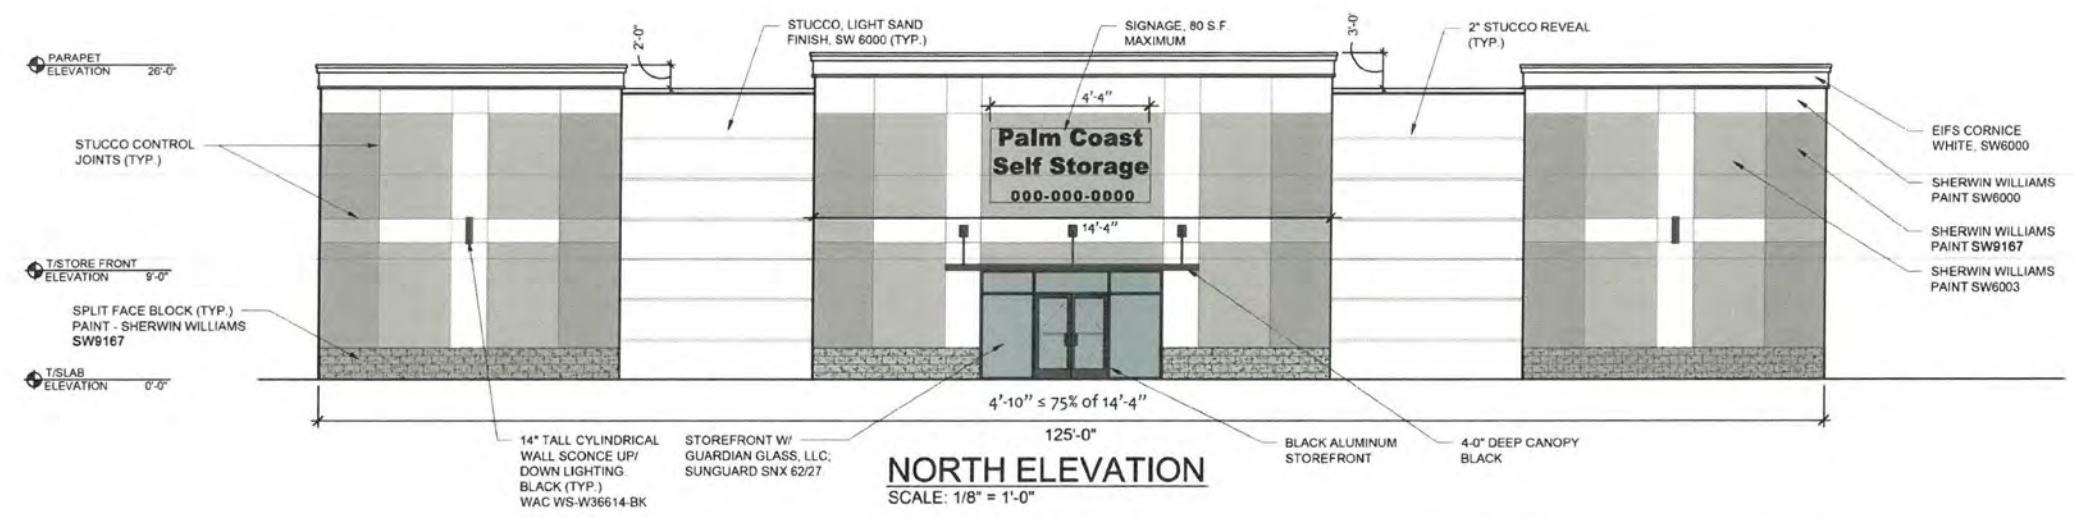 PARAPET
ELEVATION 26'-0"
STUCCO CONTROL
JOINTS (TYP.)
T/STORE FRONT
ELEVATION 9'-0"
SPLIT FACE BLOCK (TYP.)
PAINT - SHERWIN WILLIAMS
SW9167
T/SLAB
ELEVATION 0'-0"
2'-0"
STUCCO, LIGHT SAND
FINISH, SW 6000 (TYP.)
SIGNAGE, 80 S.F.
MAXIMUM
3'-0"
2" STUCCO REVEAL
(TYP.)
4'-4"
Palm Coast
Self Storage
000-000-0000
14'-4"
EIFS CORNICE
WHITE, SW6000
SHERWIN WILLIAMS
PAINT SW6000
SHERWIN WILLIAMS
PAINT SW9167
SHERWIN WILLIAMS
PAINT SW6003
4'-10" ≤ 75% of 14'-4"
125'-0"
14" TALL CYLINDRICAL
WALL SCONCE UP/
DOWN LIGHTING
BLACK (TYP.)
WAC WS-W36614-BK
STOREFRONT W/
GUARDIAN GLASS, LLC;
SUNGUARD SNX 62/27
BLACK ALUMINUM
STOREFRONT
4-0" DEEP CANOPY
BLACK
NORTH ELEVATION
SCALE: 1/8" = 1'-0"